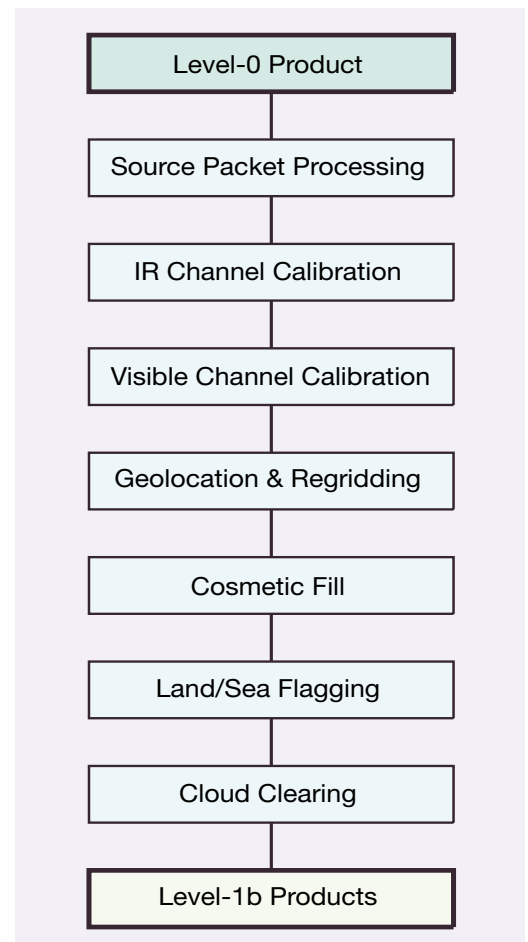 Level-0 Product
Source Packet Processing
IR Channel Calibration
Visible Channel Calibration
Geolocation & Regridding
Cosmetic Fill
Land/Sea Flagging
Cloud Clearing
Level-1b Products